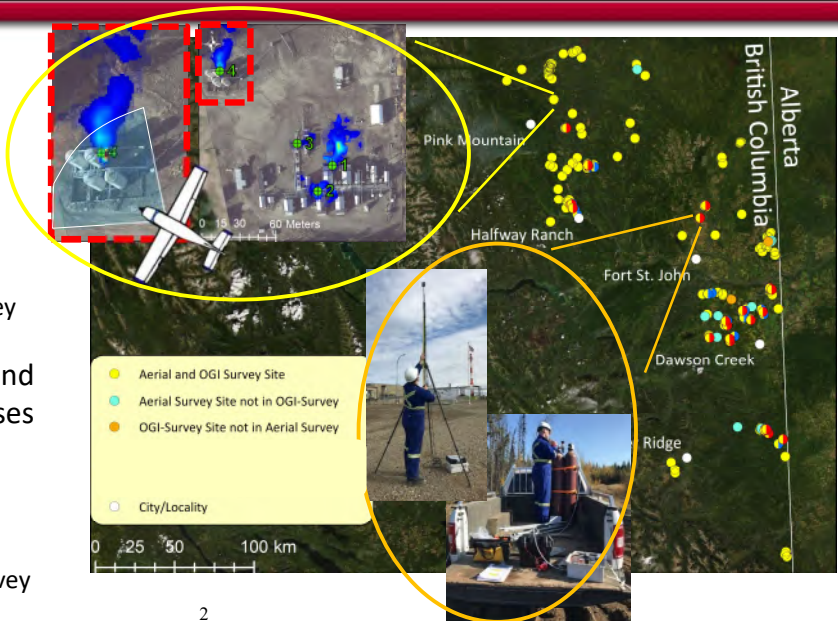 4
4
3
1
2
0 15 30 60 Meters
Pink Mountain
Halfway Ranch
Fort St. John
Dawson Creek
Ridge
British Columbia
Alberta
ey
nd
ses
vey
Aerial and OGI Survey Site
Aerial Survey Site not in OGI-Survey
OGI-Survey Site not in Aerial Survey
City/Locality
0 25 50 100 km
2